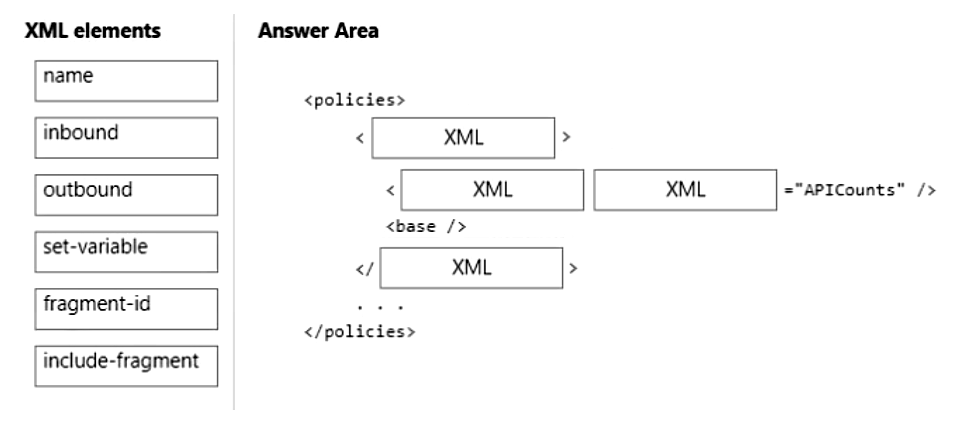 XML elements
name
inbound
outbound
set-variable
fragment-id
include-fragment
Answer Area
<policies>
< XML >
< XML XML ="APICounts" />
<base />
</ XML >
. . .
</policies>